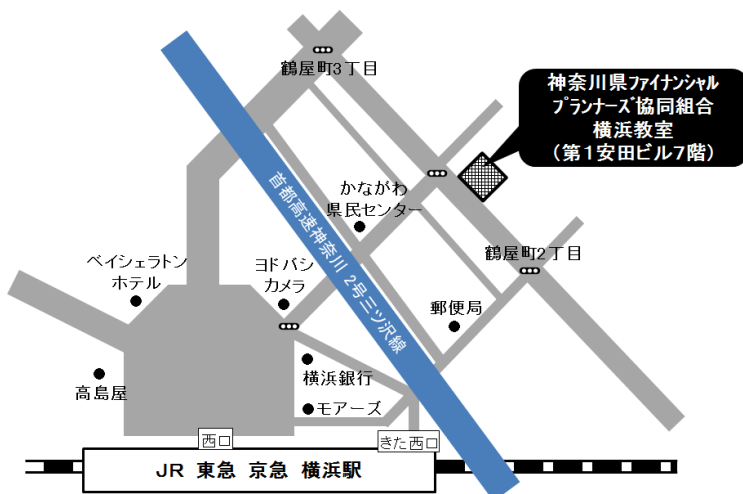 鶴屋町3丁目
神奈川県ファイナンシャル
プランナーズ協同組合
横浜教室
(第1安田ビル7階)
かながわ
県民センター
首都高速神奈川 2号三ツ沢線
鶴屋町2丁目
ベイシェラトン
ホテル
ヨドバシ
カメラ
郵便局
高島屋
横浜銀行
モアーズ
西口
きた西口
JR 東急 京急 横浜駅